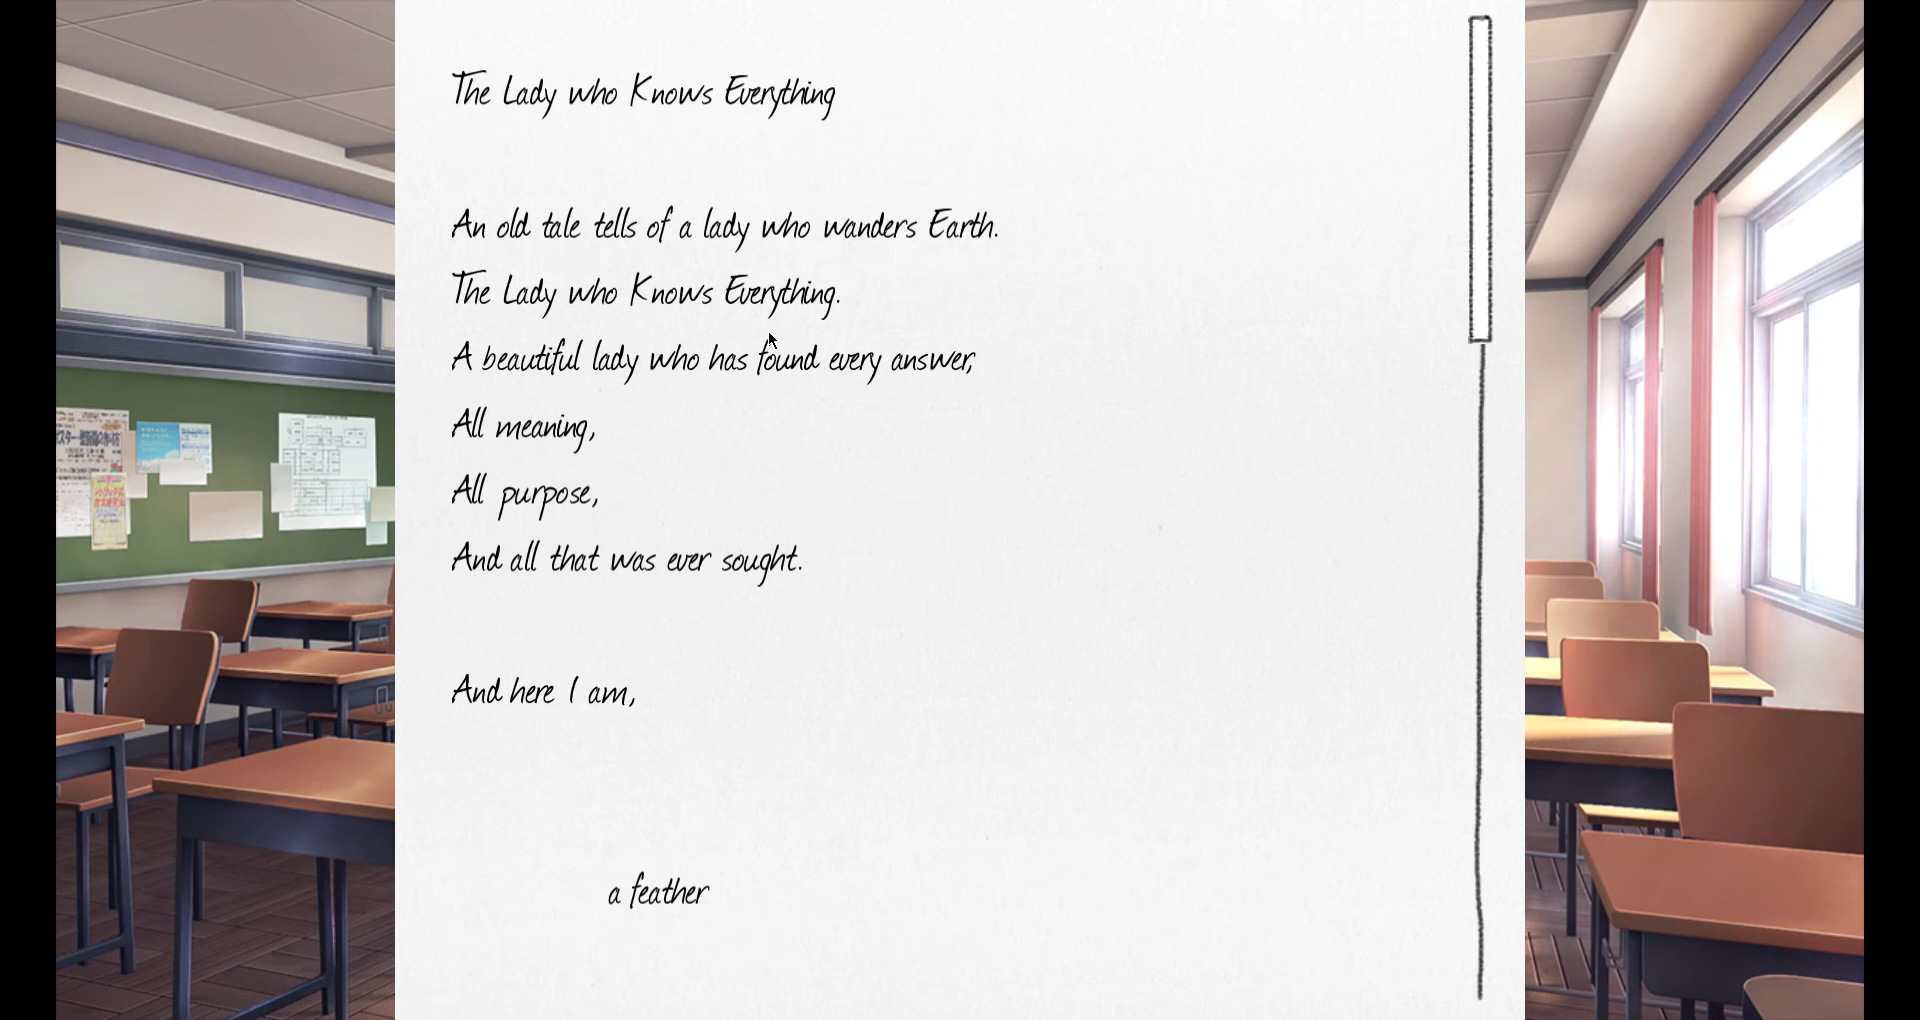 The Lady who Knows Everything
An old tale tells of a lady who wanders Earth.
The Lady who Knows Everything.
A beautiful lady who has found every answer,
All meaning,
All purpose,
And all that was ever sought.
And here I am,
a feather